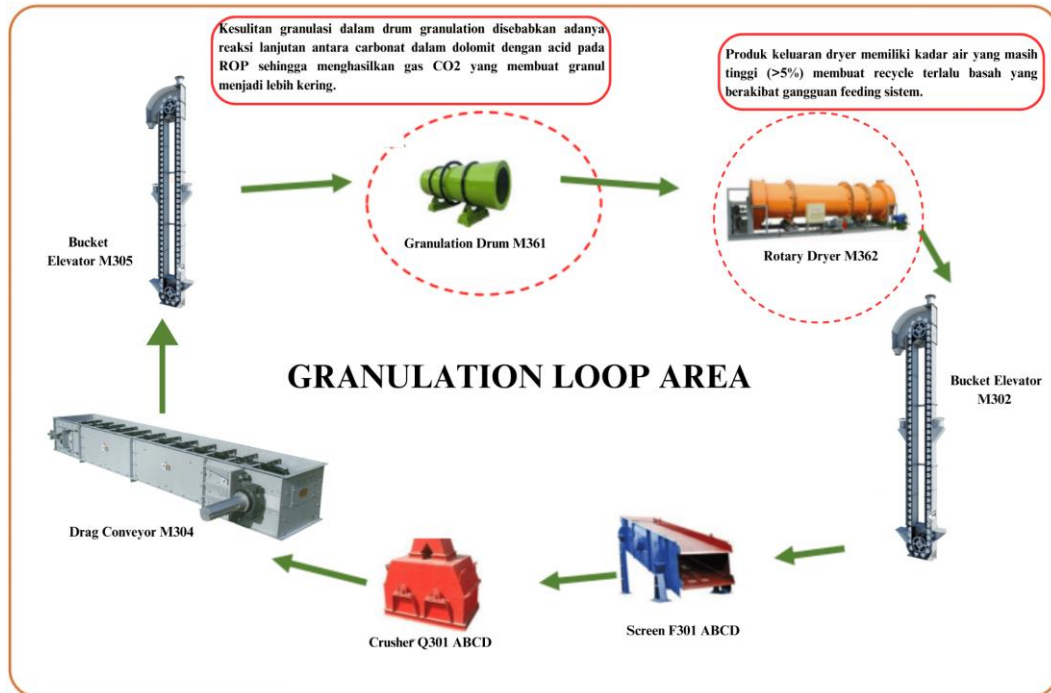 Kesulitan granulasi dalam drum granulation disebabkan adanya
reaksi lanjutan antara carbonat dalam dolomit dengan acid pada
ROP sehingga menghasilkan gas CO2 yang membuat granul
menjadi lebih kering.
Produk keluaran dryer memiliki kadar air yang masih
tinggi (>5%) membuat recycle terlalu basah yang
berakibat gangguan feeding sistem.
Bucket
Elevator M305
Granulation Drum M361
Rotary Dryer M362
GRANULATION LOOP AREA
Bucket Elevator
M302
Drag Conveyor M304
Crusher Q301 ABCD
Screen F301 ABCD